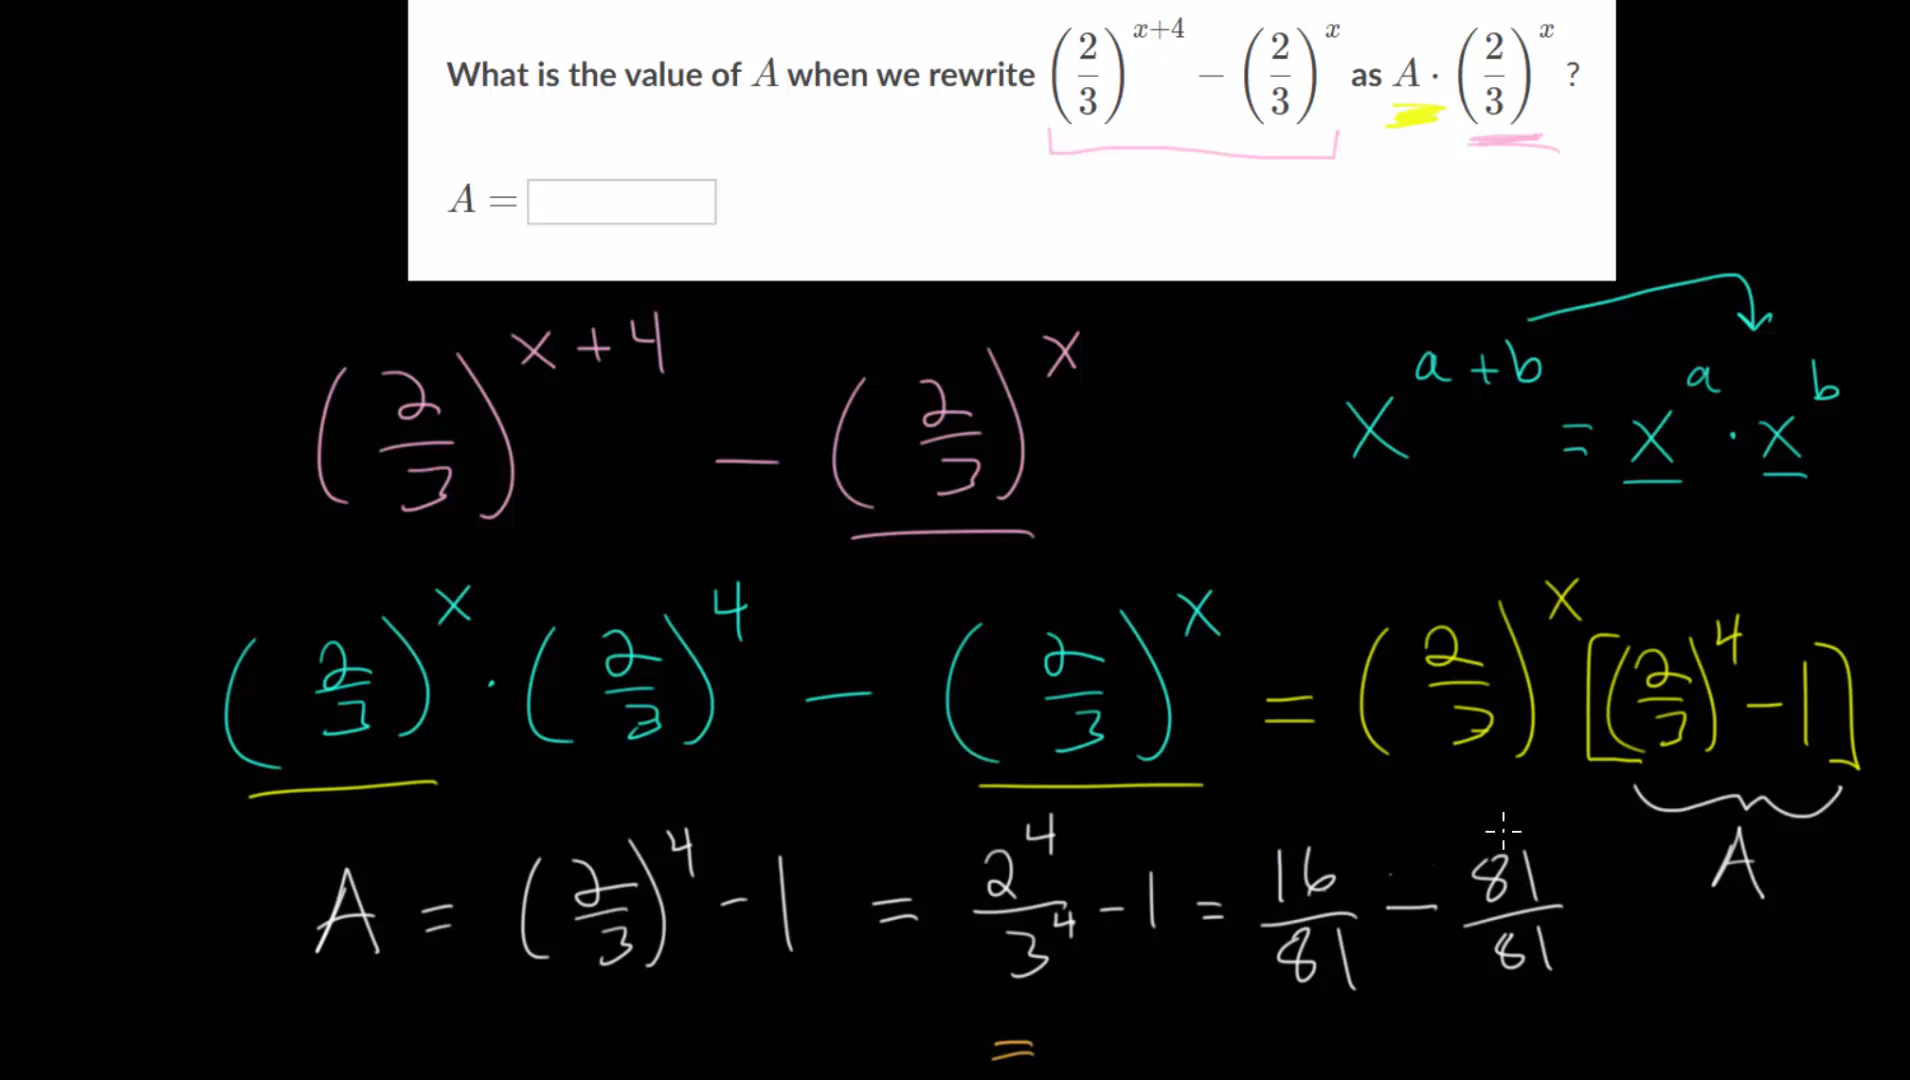 What is the value of A when we rewrite (2/3)^(x+4) − (2/3)^x as A · (2/3)^x ?
A =
(2/3)^(x+4) − (2/3)^x
x^(a+b) = x^a · x^b
(2/3)^x · (2/3)^4 − (2/3)^x = (2/3)^x [(2/3)^4 − 1]
A
A = (2/3)^4 − 1 = 2^4/3^4 − 1 = 16/81 − 81/81
=